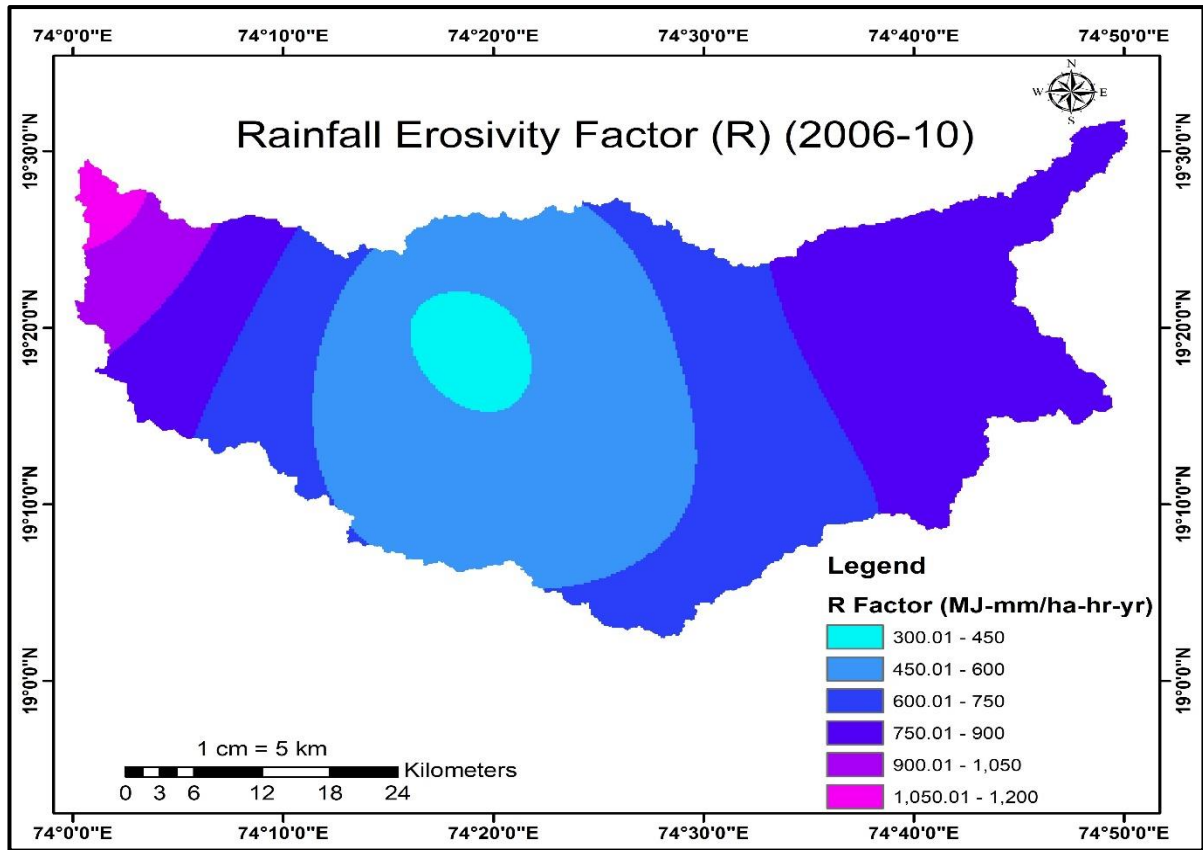 74°0'0"E 74°10'0"E 74°20'0"E 74°30'0"E 74°40'0"E 74°50'0"E
N
W E
S
Rainfall Erosivity Factor (R) (2006-10)
19°30'0"N 19°30'0"N
19°20'0"N 19°20'0"N
19°10'0"N 19°10'0"N
19°0'0"N 19°0'0"N
Legend
R Factor (MJ-mm/ha-hr-yr)
300.01 - 450
450.01 - 600
600.01 - 750
750.01 - 900
900.01 - 1,050
1,050.01 - 1,200
1 cm = 5 km
Kilometers
0 3 6 12 18 24
74°0'0"E 74°10'0"E 74°20'0"E 74°30'0"E 74°40'0"E 74°50'0"E